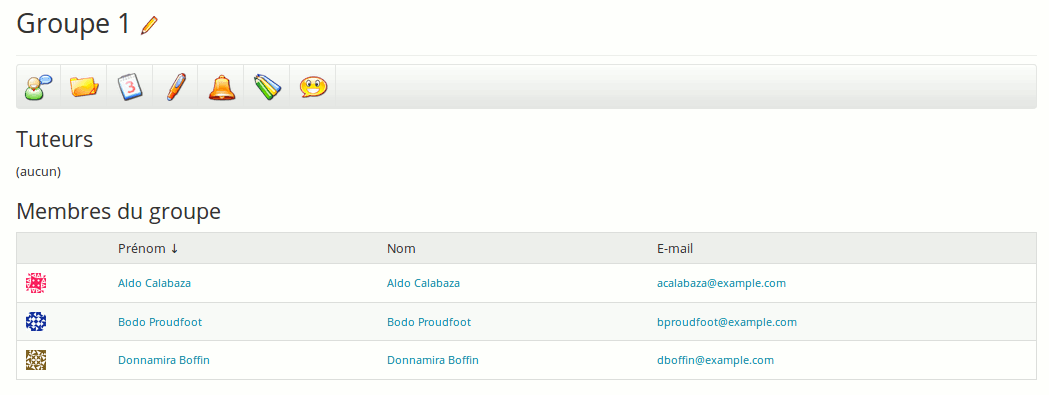 Groupe 1
3
Tuteurs
(aucun)
Membres du groupe
Prénom ↓ Nom E-mail
Aldo Calabaza Aldo Calabaza acalabaza@example.com
Bodo Proudfoot Bodo Proudfoot bproudfoot@example.com
Donnamira Boffin Donnamira Boffin dboffin@example.com